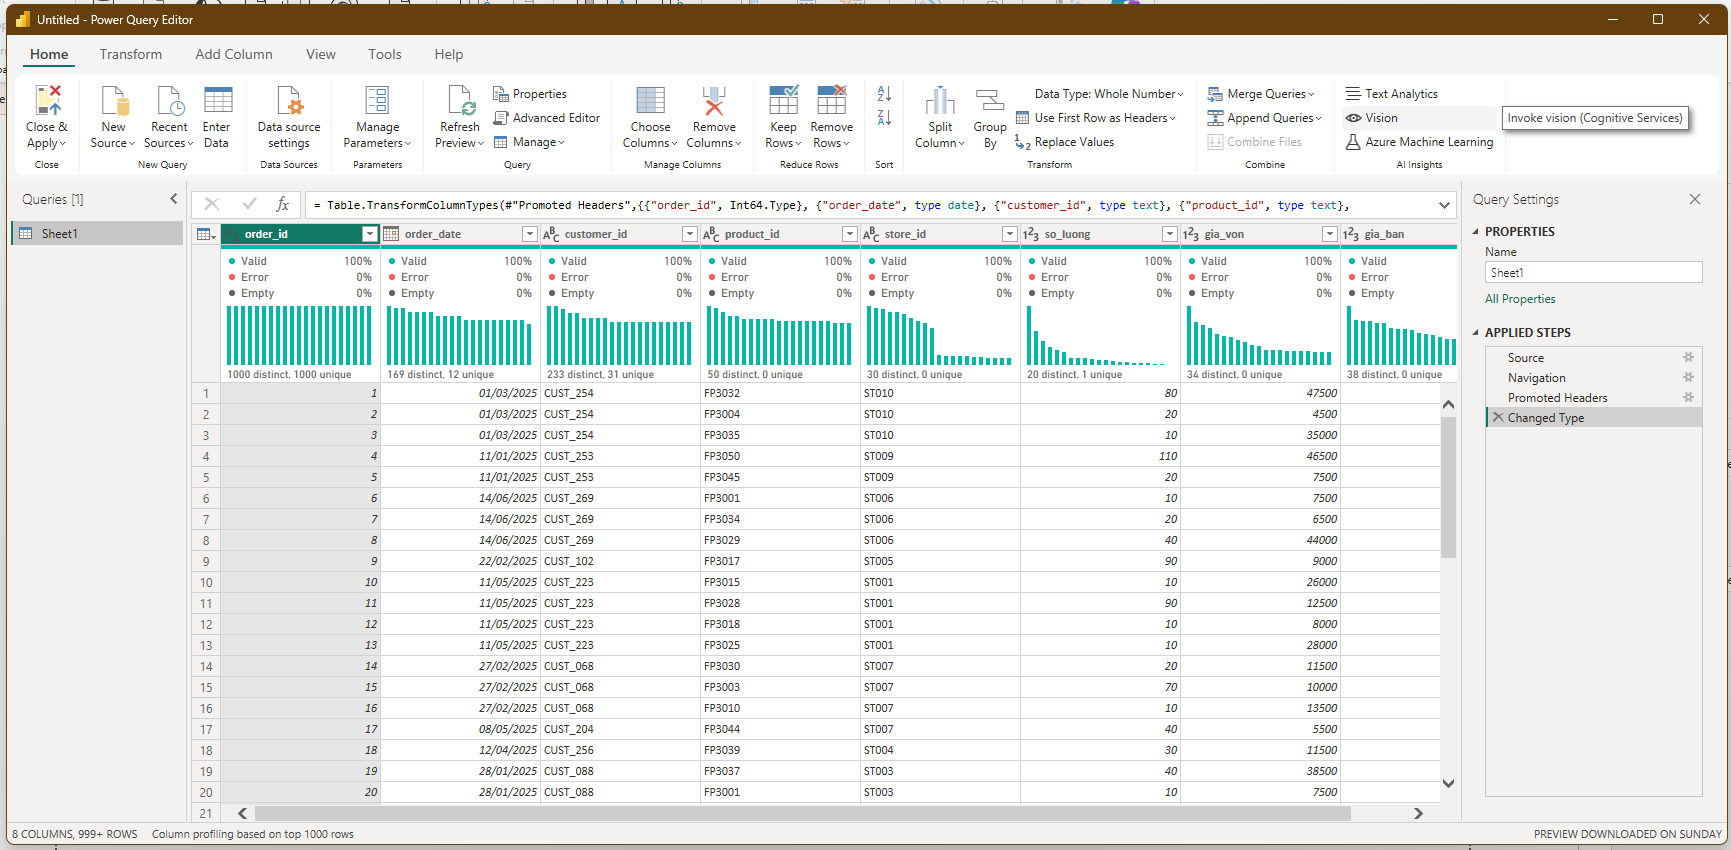 Untitled - Power Query Editor
Home Transform Add Column View Tools Help
Close & Apply
Close
New Source
Recent Sources
Enter Data
New Query
Data source settings
Data Sources
Manage Parameters
Parameters
Refresh Preview
Properties
Advanced Editor
Manage
Query
Choose Columns
Remove Columns
Manage Columns
Keep Rows
Remove Rows
Reduce Rows
Sort
Split Column
Group By
Data Type: Whole Number
Use First Row as Headers
Replace Values
Transform
Merge Queries
Append Queries
Combine Files
Combine
Text Analytics
Vision
Azure Machine Learning
AI Insights
Invoke vision (Cognitive Services)
Queries [1]
Sheet1
= Table.TransformColumnTypes(#"Promoted Headers",{{"order_id", Int64.Type}, {"order_date", type date}, {"customer_id", type text}, {"product_id", type text},
order_id order_date customer_id product_id store_id so_luong gia_von gia_ban
Valid 100% Valid 100% Valid 100% Valid 100% Valid 100% Valid 100% Valid 100% Valid
Error 0% Error 0% Error 0% Error 0% Error 0% Error 0% Error 0% Error
Empty 0% Empty 0% Empty 0% Empty 0% Empty 0% Empty 0% Empty 0% Empty
1000 distinct, 1000 unique 169 distinct, 12 unique 233 distinct, 31 unique 50 distinct, 0 unique 30 distinct, 0 unique 20 distinct, 1 unique 34 distinct, 0 unique 38 distinct, 0 unique
1 1 01/03/2025 CUST_254 FP3032 ST010 80 47500
2 2 01/03/2025 CUST_254 FP3004 ST010 20 4500
3 3 01/03/2025 CUST_254 FP3035 ST010 10 35000
4 4 11/01/2025 CUST_253 FP3050 ST009 110 46500
5 5 11/01/2025 CUST_253 FP3045 ST009 20 7500
6 6 14/06/2025 CUST_269 FP3001 ST006 10 7500
7 7 14/06/2025 CUST_269 FP3034 ST006 20 6500
8 8 14/06/2025 CUST_269 FP3029 ST006 40 44000
9 9 22/02/2025 CUST_102 FP3017 ST005 90 9000
10 10 11/05/2025 CUST_223 FP3015 ST001 10 26000
11 11 11/05/2025 CUST_223 FP3028 ST001 90 12500
12 12 11/05/2025 CUST_223 FP3018 ST001 10 8000
13 13 11/05/2025 CUST_223 FP3025 ST001 10 28000
14 14 27/02/2025 CUST_068 FP3030 ST007 20 11500
15 15 27/02/2025 CUST_068 FP3003 ST007 70 10000
16 16 27/02/2025 CUST_068 FP3010 ST007 10 13500
17 17 08/05/2025 CUST_204 FP3044 ST007 40 5500
18 18 12/04/2025 CUST_256 FP3039 ST004 30 11500
19 19 28/01/2025 CUST_088 FP3037 ST003 40 38500
20 20 28/01/2025 CUST_088 FP3001 ST003 10 7500
21
Query Settings
PROPERTIES
Name
Sheet1
All Properties
APPLIED STEPS
Source
Navigation
Promoted Headers
Changed Type
8 COLUMNS, 999+ ROWS Column profiling based on top 1000 rows
PREVIEW DOWNLOADED ON SUNDAY